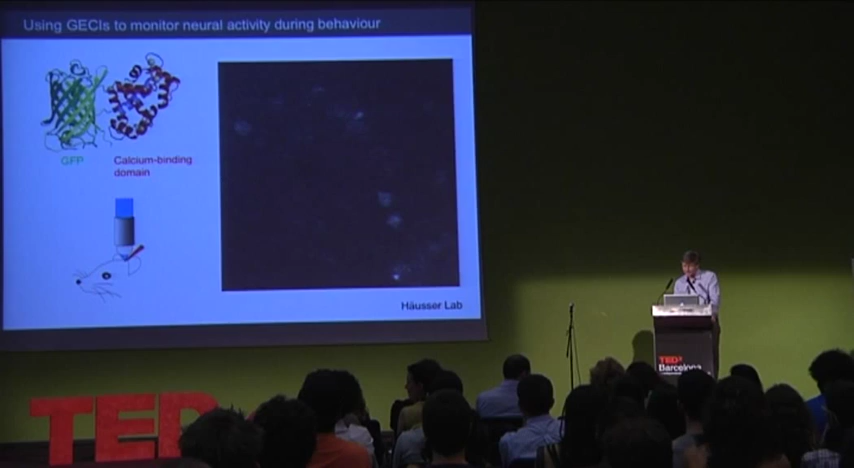 Using GECIs to monitor neural activity during behaviour
GFP
Calcium-binding
domain
Häusser Lab
TEDx
Barcelona
TED